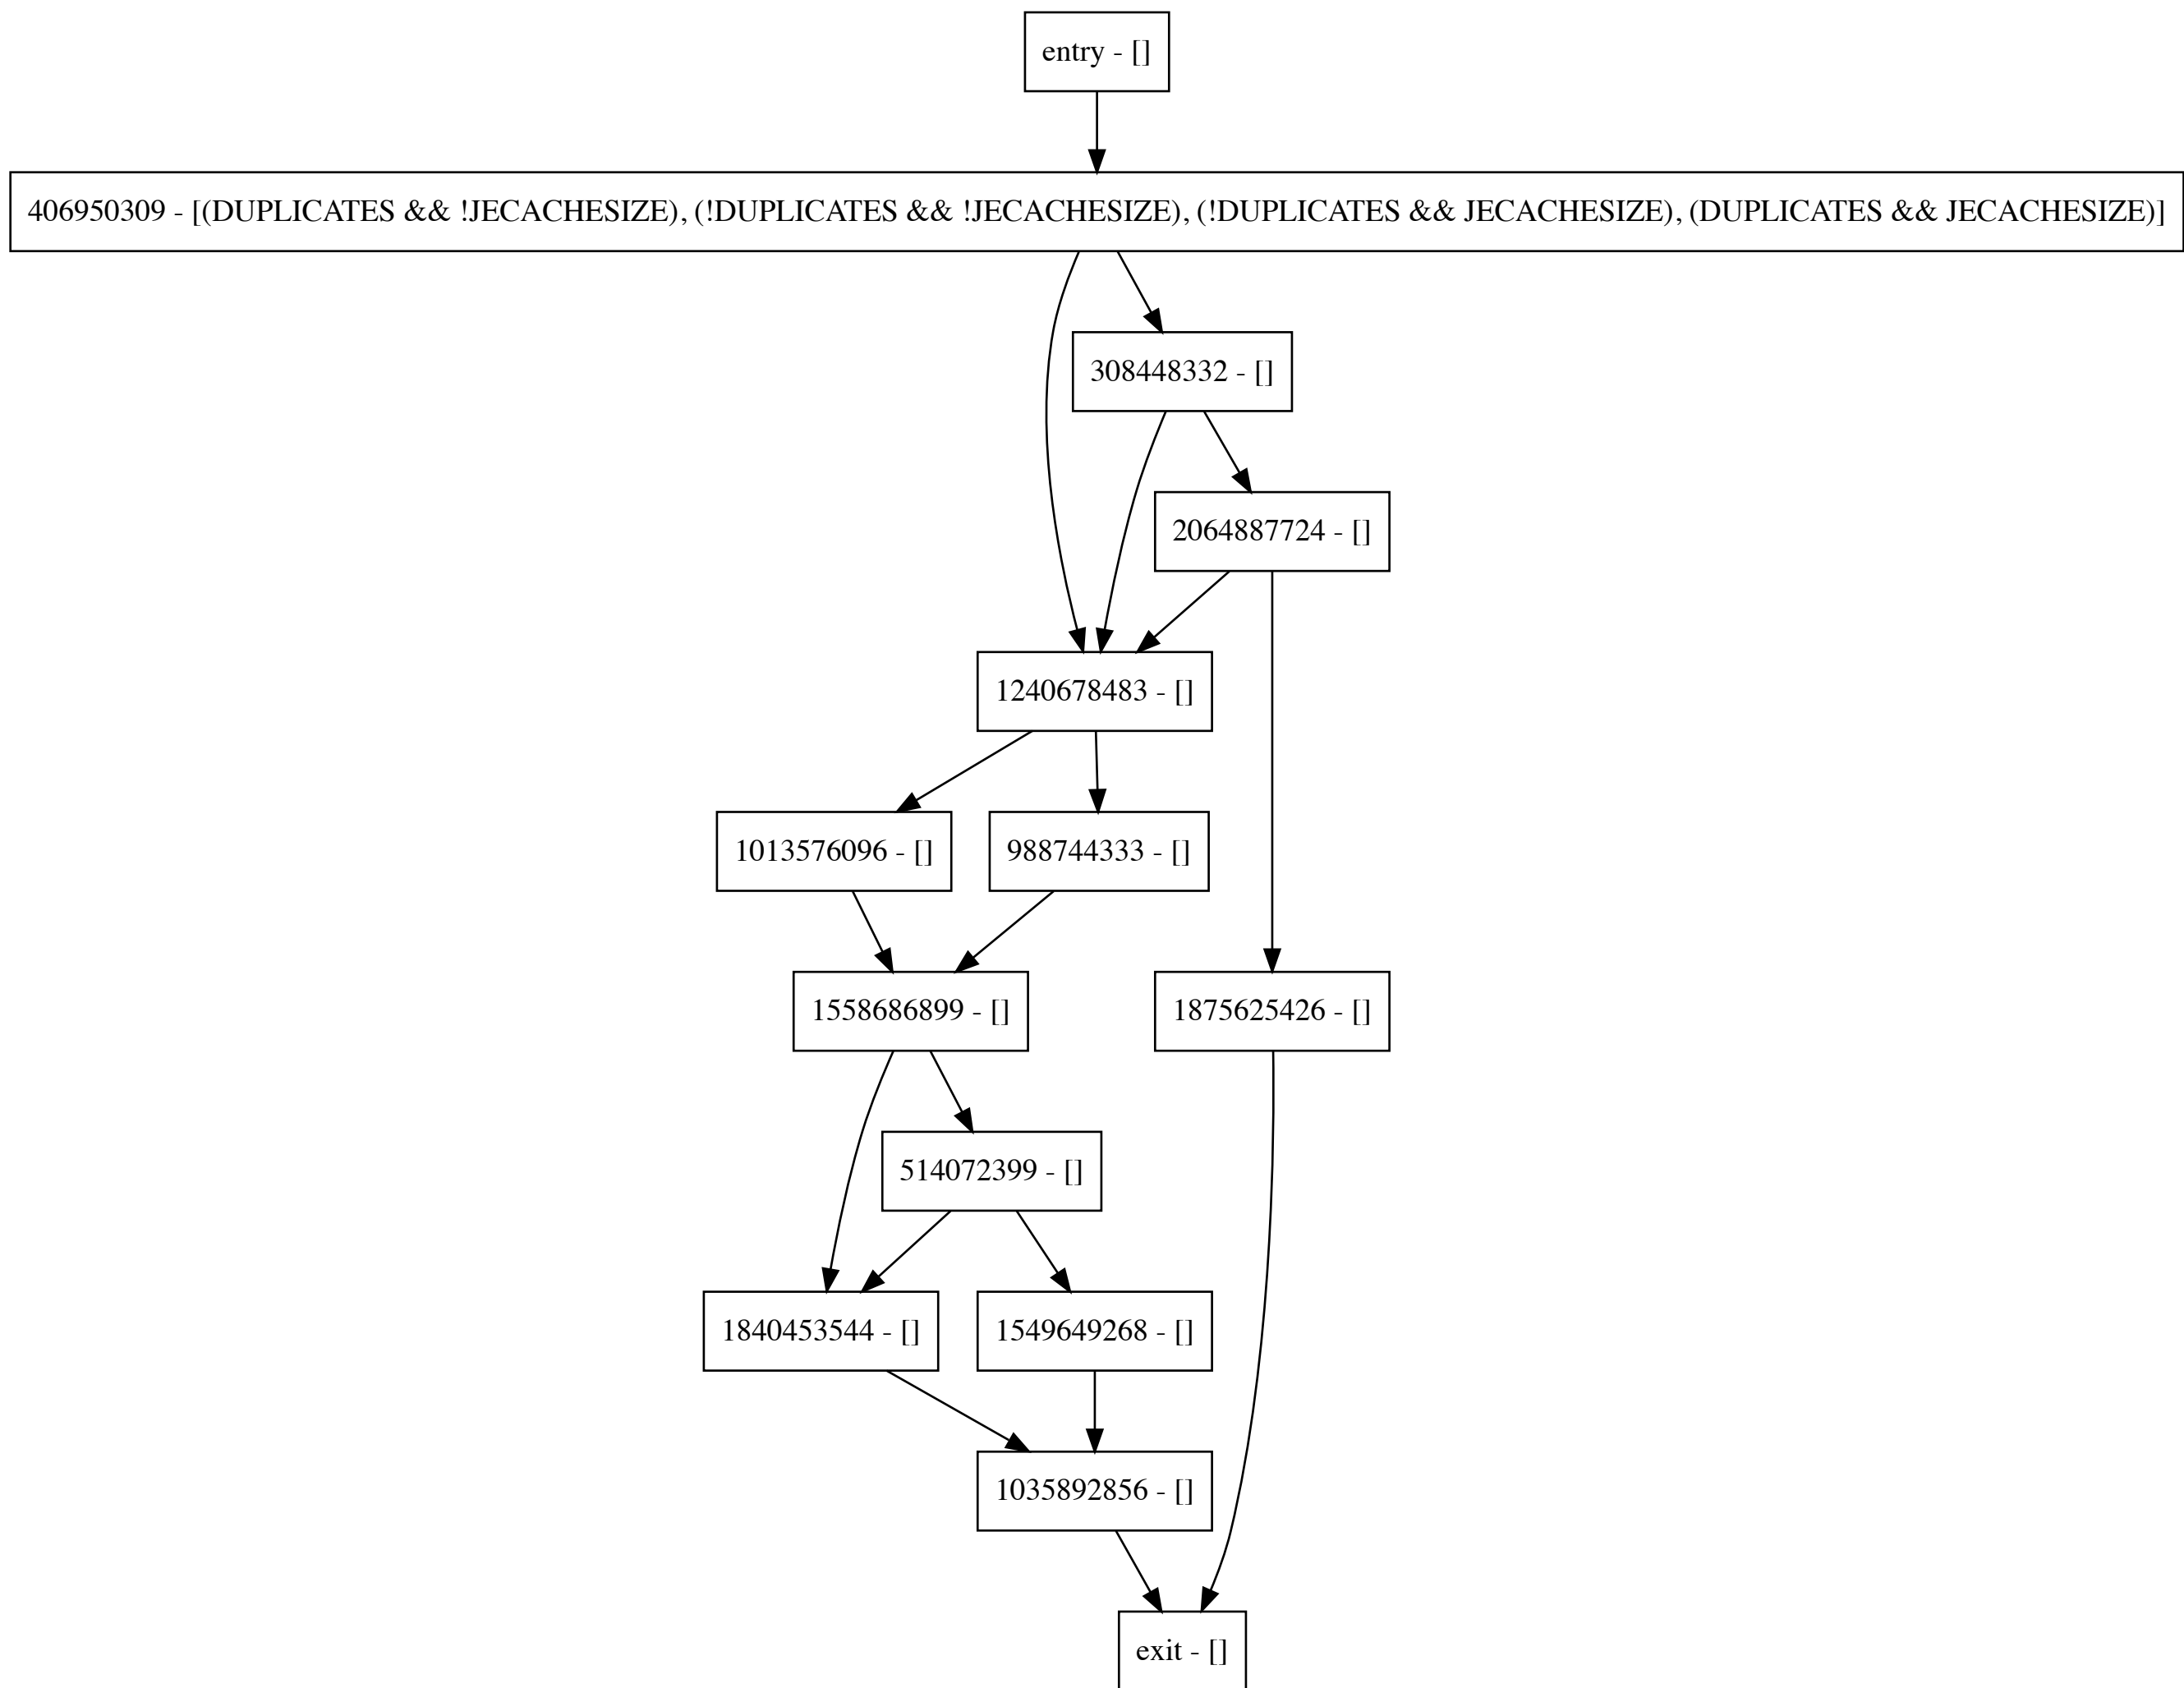 entry - []
406950309 - [(DUPLICATES && !JECACHESIZE), (!DUPLICATES && !JECACHESIZE), (!DUPLICATES && JECACHESIZE), (DUPLICATES && JECACHESIZE)]
308448332 - []
2064887724 - []
1240678483 - []
1013576096 - []
988744333 - []
1558686899 - []
1875625426 - []
514072399 - []
1840453544 - []
1549649268 - []
1035892856 - []
exit - []